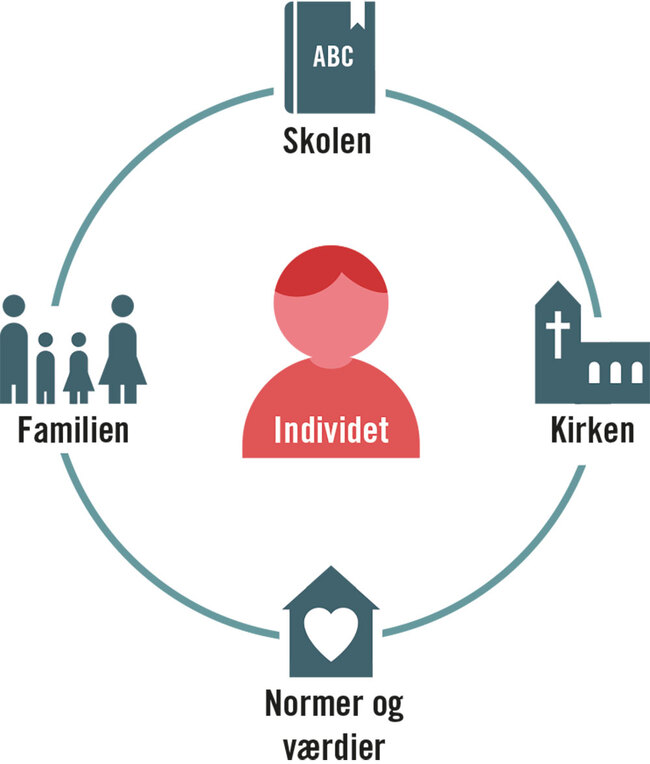 ABC
Skolen
Familien
Individet
Kirken
Normer og
værdier